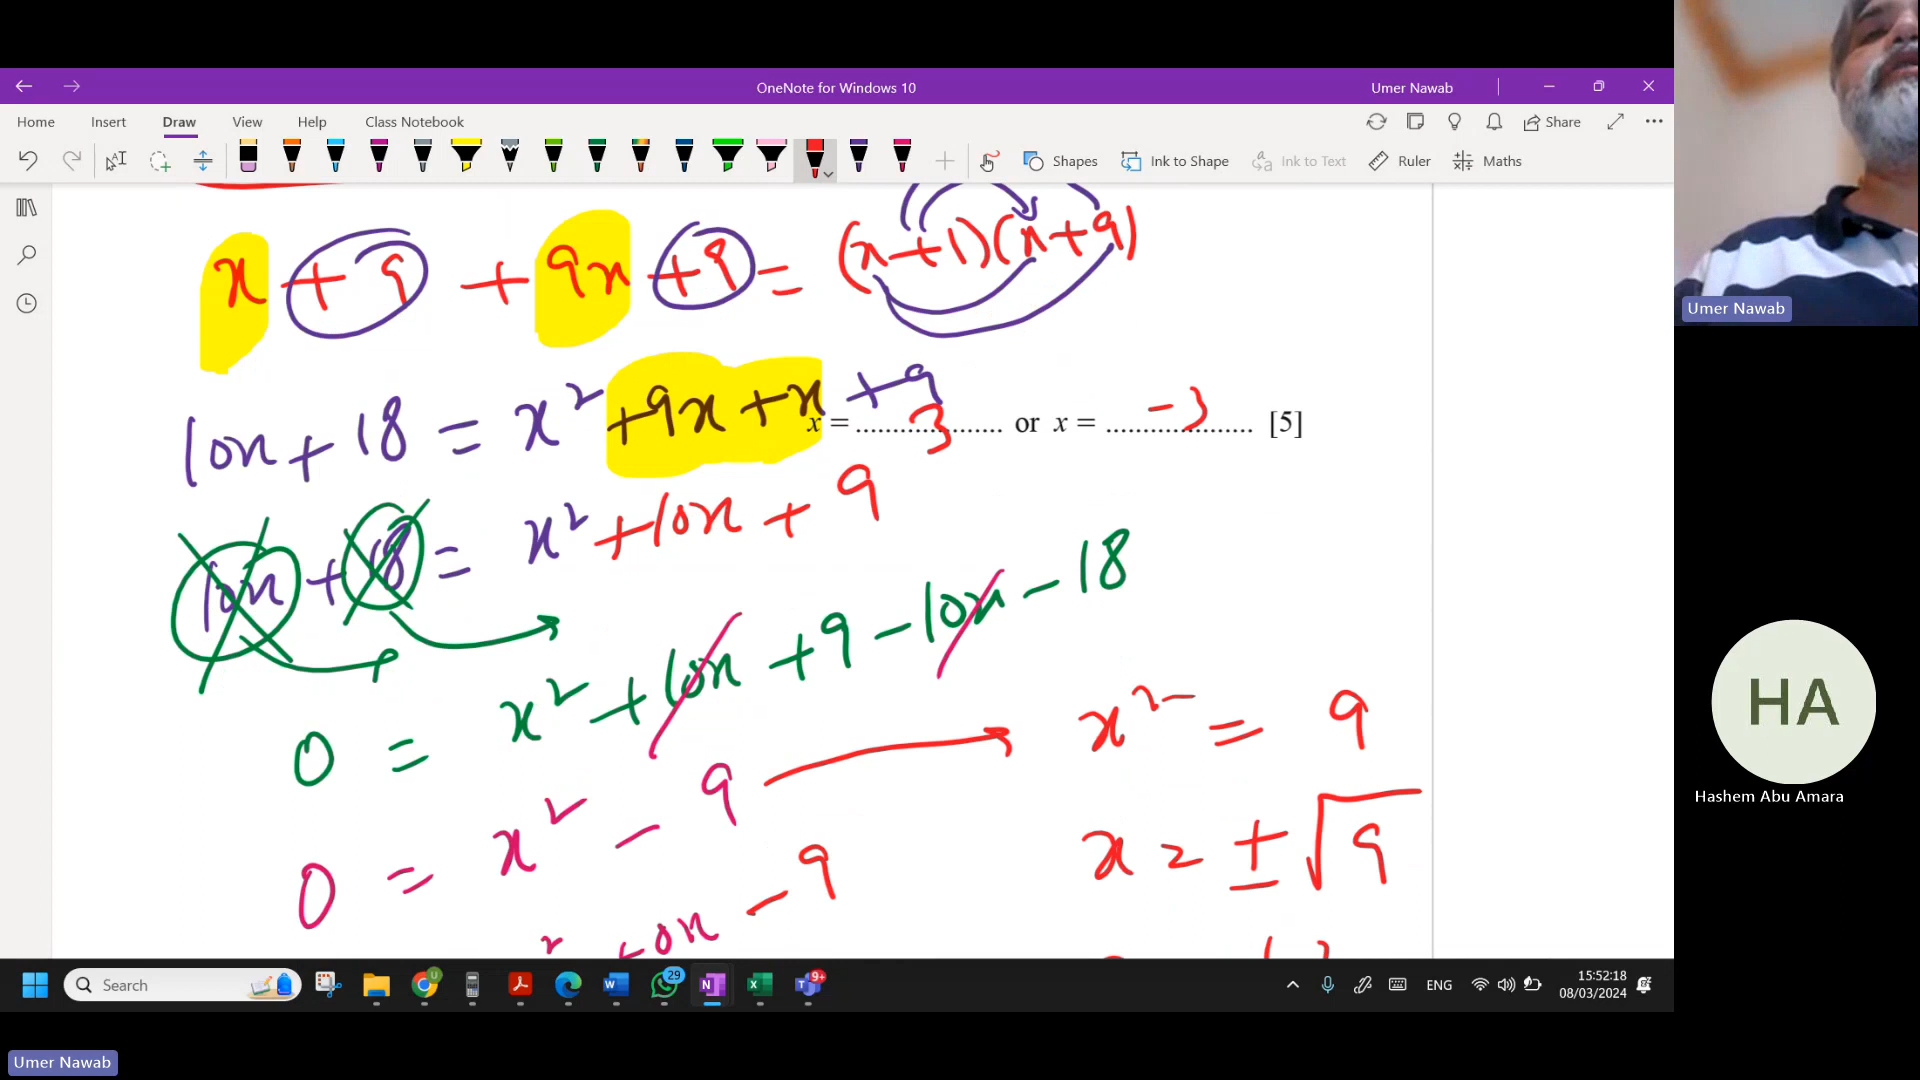 OneNote for Windows 10
Umer Nawab
Home Insert Draw View Help Class Notebook
Share
Shapes Ink to Shape Ink to Text Ruler Maths
x + 9 + 9x + 9 = (x+1)(x+9)
10x + 18 = x² +9x + x + 9
x = .................... 3 or x = .................... -3 [5]
10x + 18 = x² + 10x + 9
0 = x² + 10x + 9 - 10x - 18
0 = x² - 9
x² = 9
x = ± √9
x² + 0x - 9
Search
29
9+
ENG
15:52:18
08/03/2024
Umer Nawab
HA
Hashem Abu Amara
Umer Nawab